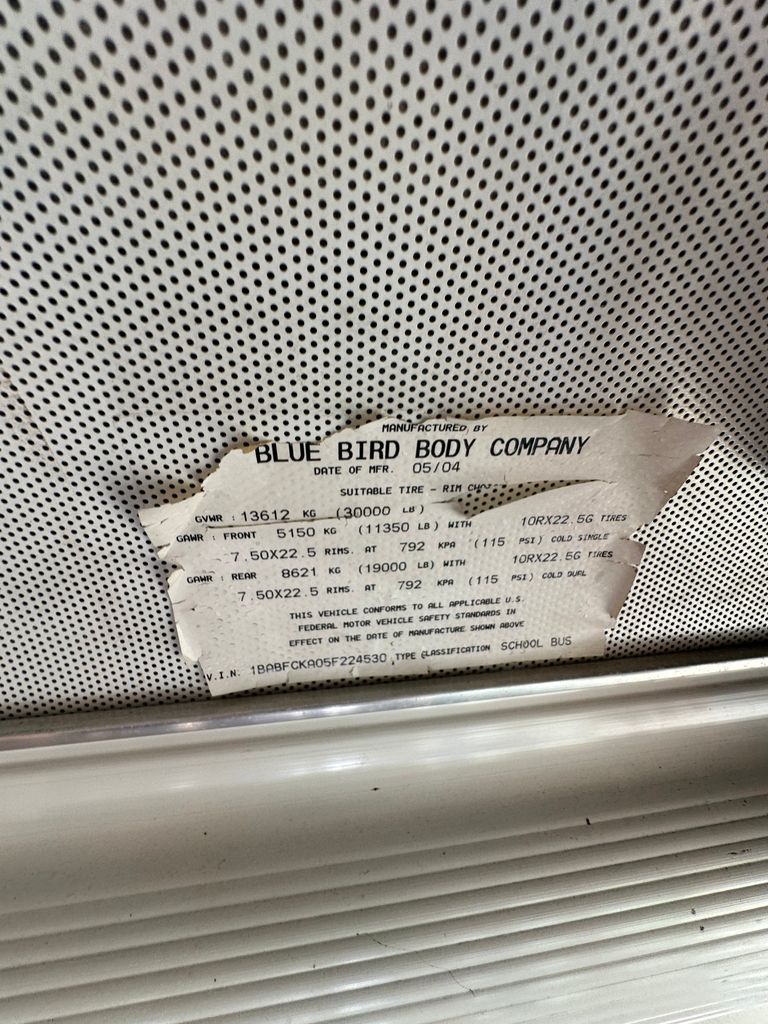 MANUFACTURED BY
BLUE BIRD BODY COMPANY
DATE OF MFR. 05/04
SUITABLE TIRE - RIM
GVWR : 13612 KG (30000 LB)
GAWR : FRONT 5150 KG (11350 LB) WITH 10RX22.5G TIRES
7.50X22.5 RIMS. AT 792 KPA (115 PSI) COLD SINGLE
GAWR : REAR 8621 KG (19000 LB) WITH 10RX22.5G TIRES
7.50X22.5 RIMS. AT 792 KPA (115 PSI) COLD DUAL
THIS VEHICLE CONFORMS TO ALL APPLICABLE U.S.
FEDERAL MOTOR VEHICLE SAFETY STANDARDS IN
EFFECT ON THE DATE OF MANUFACTURE SHOWN ABOVE
V.I.N. 1BABFCKA05F224530 TYPE CLASSIFICATION SCHOOL BUS